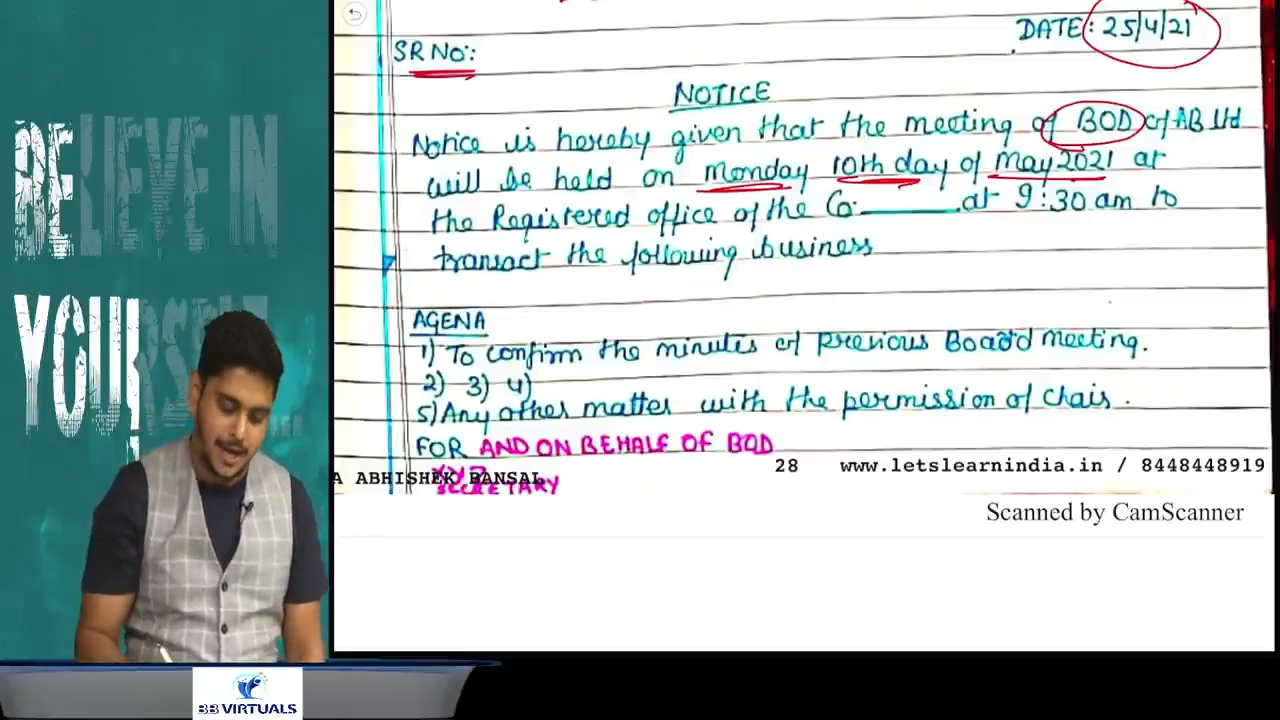 DATE: 25/4/21
SR NO:
NOTICE
Notice is hereby given that the meeting of BOD of AB Ltd
will be held on Monday 10th day of May 2021 at
the Registered office of the Co. ______ at 9:30 am to
transact the following business
AGENA
1) To confirm the minutes of previous Board meeting.
2) 3) 4)
5) Any other matter with the permission of chair.
FOR AND ON BEHALF OF BOD
XYZ
SECRETARY
A ABHISHEK BANSAL
28 www.letslearnindia.in / 8448448919
Scanned by CamScanner
BELIEVE IN
YOURSELF...
BB VIRTUALS